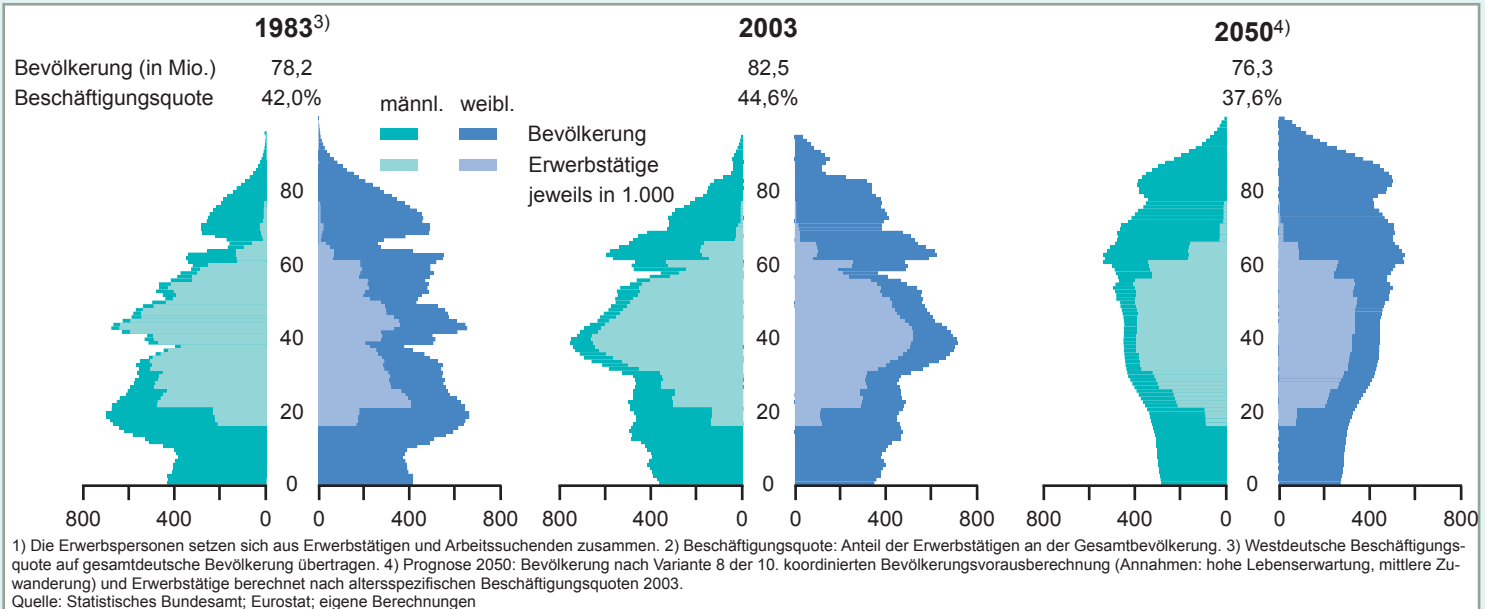 1983³⁾ 2003 2050⁴⁾
Bevölkerung (in Mio.) 78,2 82,5 76,3
Beschäftigungsquote 42,0% 44,6% 37,6%
männl. weibl.
Bevölkerung
Erwerbstätige
jeweils in 1.000
80 80 80
60 60 60
40 40 40
20 20 20
0 0 0
800 400 0 0 400 800 800 400 0 0 400 800 800 400 0 0 400 800
1) Die Erwerbspersonen setzen sich aus Erwerbstätigen und Arbeitssuchenden zusammen. 2) Beschäftigungsquote: Anteil der Erwerbstätigen an der Gesamtbevölkerung. 3) Westdeutsche Beschäftigungs-
quote auf gesamtdeutsche Bevölkerung übertragen. 4) Prognose 2050: Bevölkerung nach Variante 8 der 10. koordinierten Bevölkerungsvorausberechnung (Annahmen: hohe Lebenserwartung, mittlere Zu-
wanderung) und Erwerbstätige berechnet nach altersspezifischen Beschäftigungsquoten 2003.
Quelle: Statistisches Bundesamt; Eurostat; eigene Berechnungen